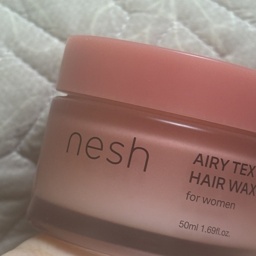 nesh
AIRY TEX
HAIR WAX
for women
50ml 1.69fl.oz.